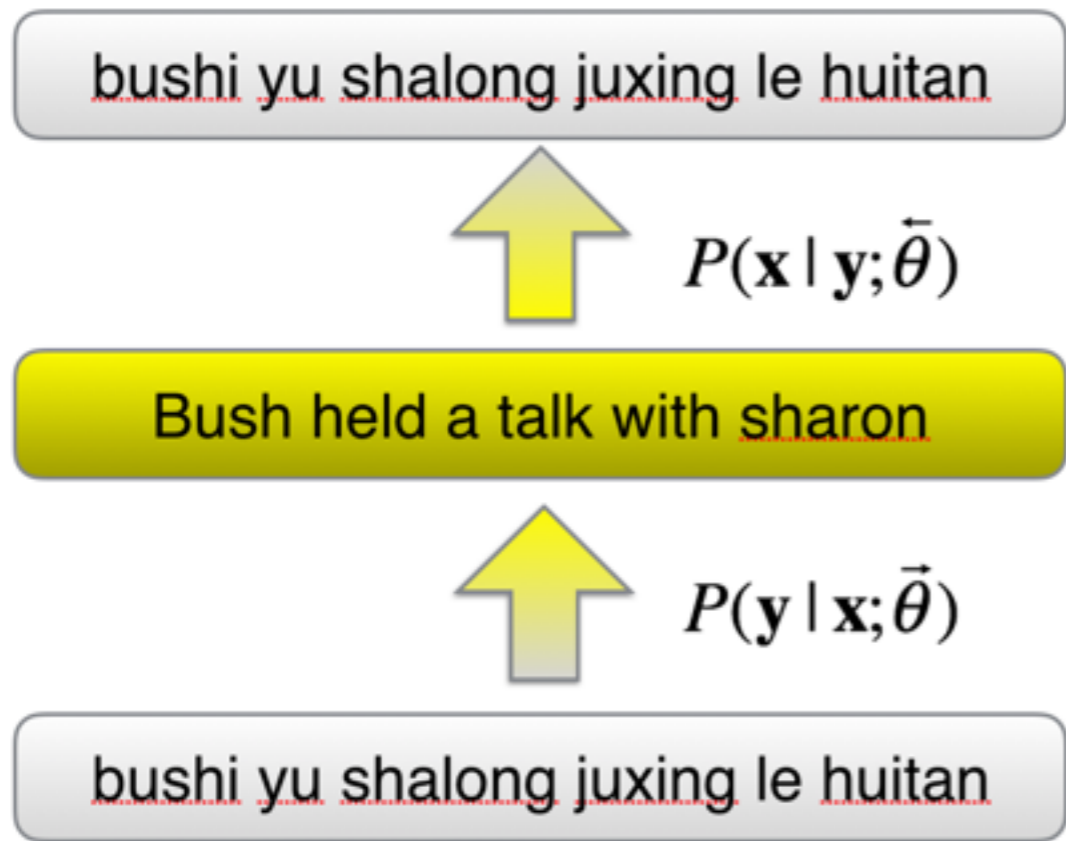 bushi yu shalong juxing le huitan
P(x | y; θ⃖)
Bush held a talk with sharon
P(y | x; θ⃗)
bushi yu shalong juxing le huitan